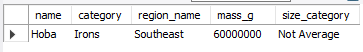 name category region_name mass_g size_category
Hoba Irons Southeast 60000000 Not Average